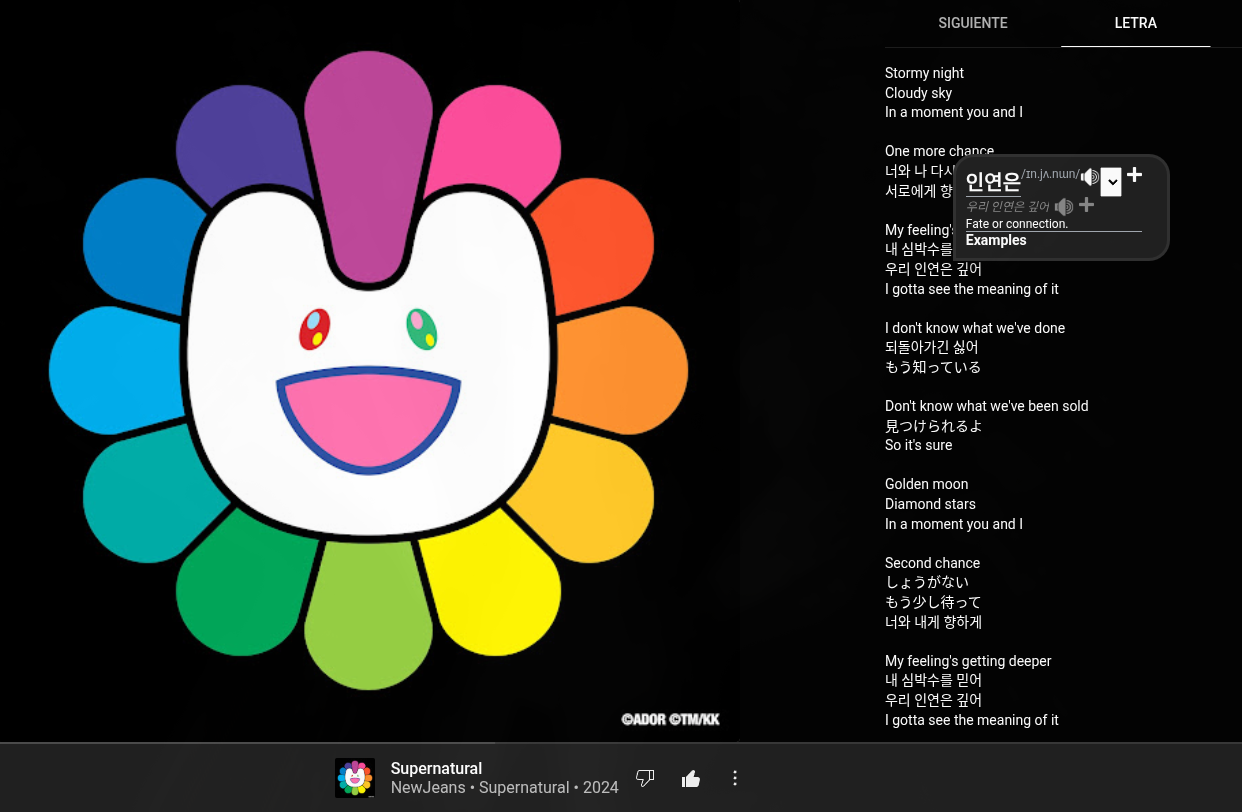 SIGUIENTE
LETRA
Stormy night
Cloudy sky
In a moment you and I
One more chance
너와 나 다시
서로에게 향
My feeling's
내 심박수를
우리 인연은 깊어
I gotta see the meaning of it
인연은 /ɪn.jʌ.nɯn/
우리 인연은 깊어
Fate or connection.
Examples
I don't know what we've done
되돌아가긴 싫어
もう知っている
Don't know what we've been sold
見つけられるよ
So it's sure
Golden moon
Diamond stars
In a moment you and I
Second chance
しょうがない
もう少し待って
너와 내게 향하게
My feeling's getting deeper
내 심박수를 믿어
우리 인연은 깊어
I gotta see the meaning of it
©ADOR ©TM/KK
Supernatural
NewJeans • Supernatural • 2024